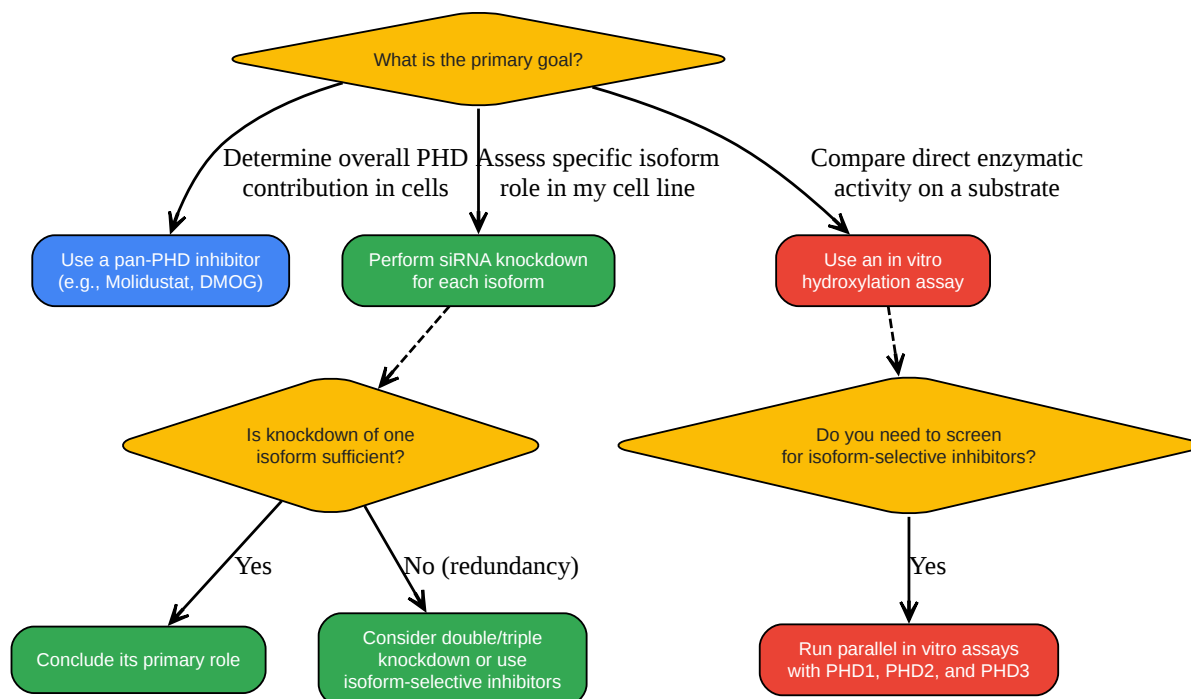 What is the primary goal?
Determine overall PHD
contribution in cells
Assess specific isoform
role in my cell line
Compare direct enzymatic
activity on a substrate
Use a pan-PHD inhibitor
(e.g., Molidustat, DMOG)
Perform siRNA knockdown
for each isoform
Use an in vitro
hydroxylation assay
Is knockdown of one
isoform sufficient?
Do you need to screen
for isoform-selective inhibitors?
Yes
No (redundancy)
Yes
Conclude its primary role
Consider double/triple
knockdown or use
isoform-selective inhibitors
Run parallel in vitro assays
with PHD1, PHD2, and PHD3